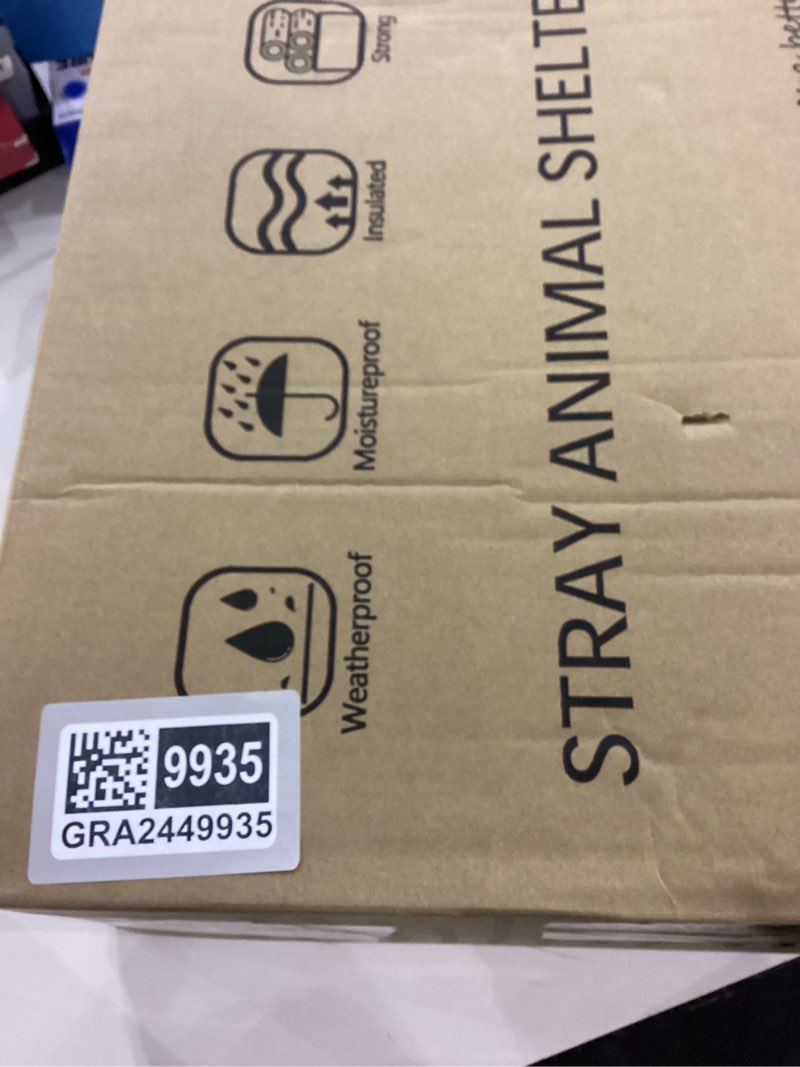 Weatherproof
Moistureproof
Insulated
Strong
STRAY ANIMAL SHELTE
9935
GRA2449935